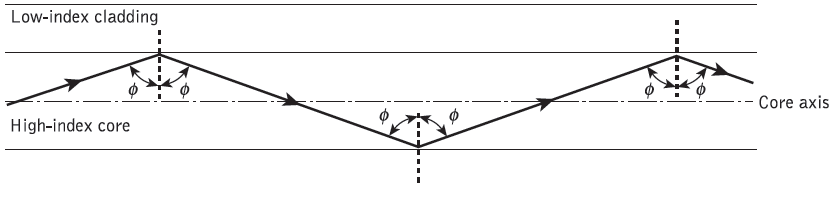 Low-index cladding
ϕ ϕ ϕ ϕ
Core axis
ϕ ϕ
High-index core